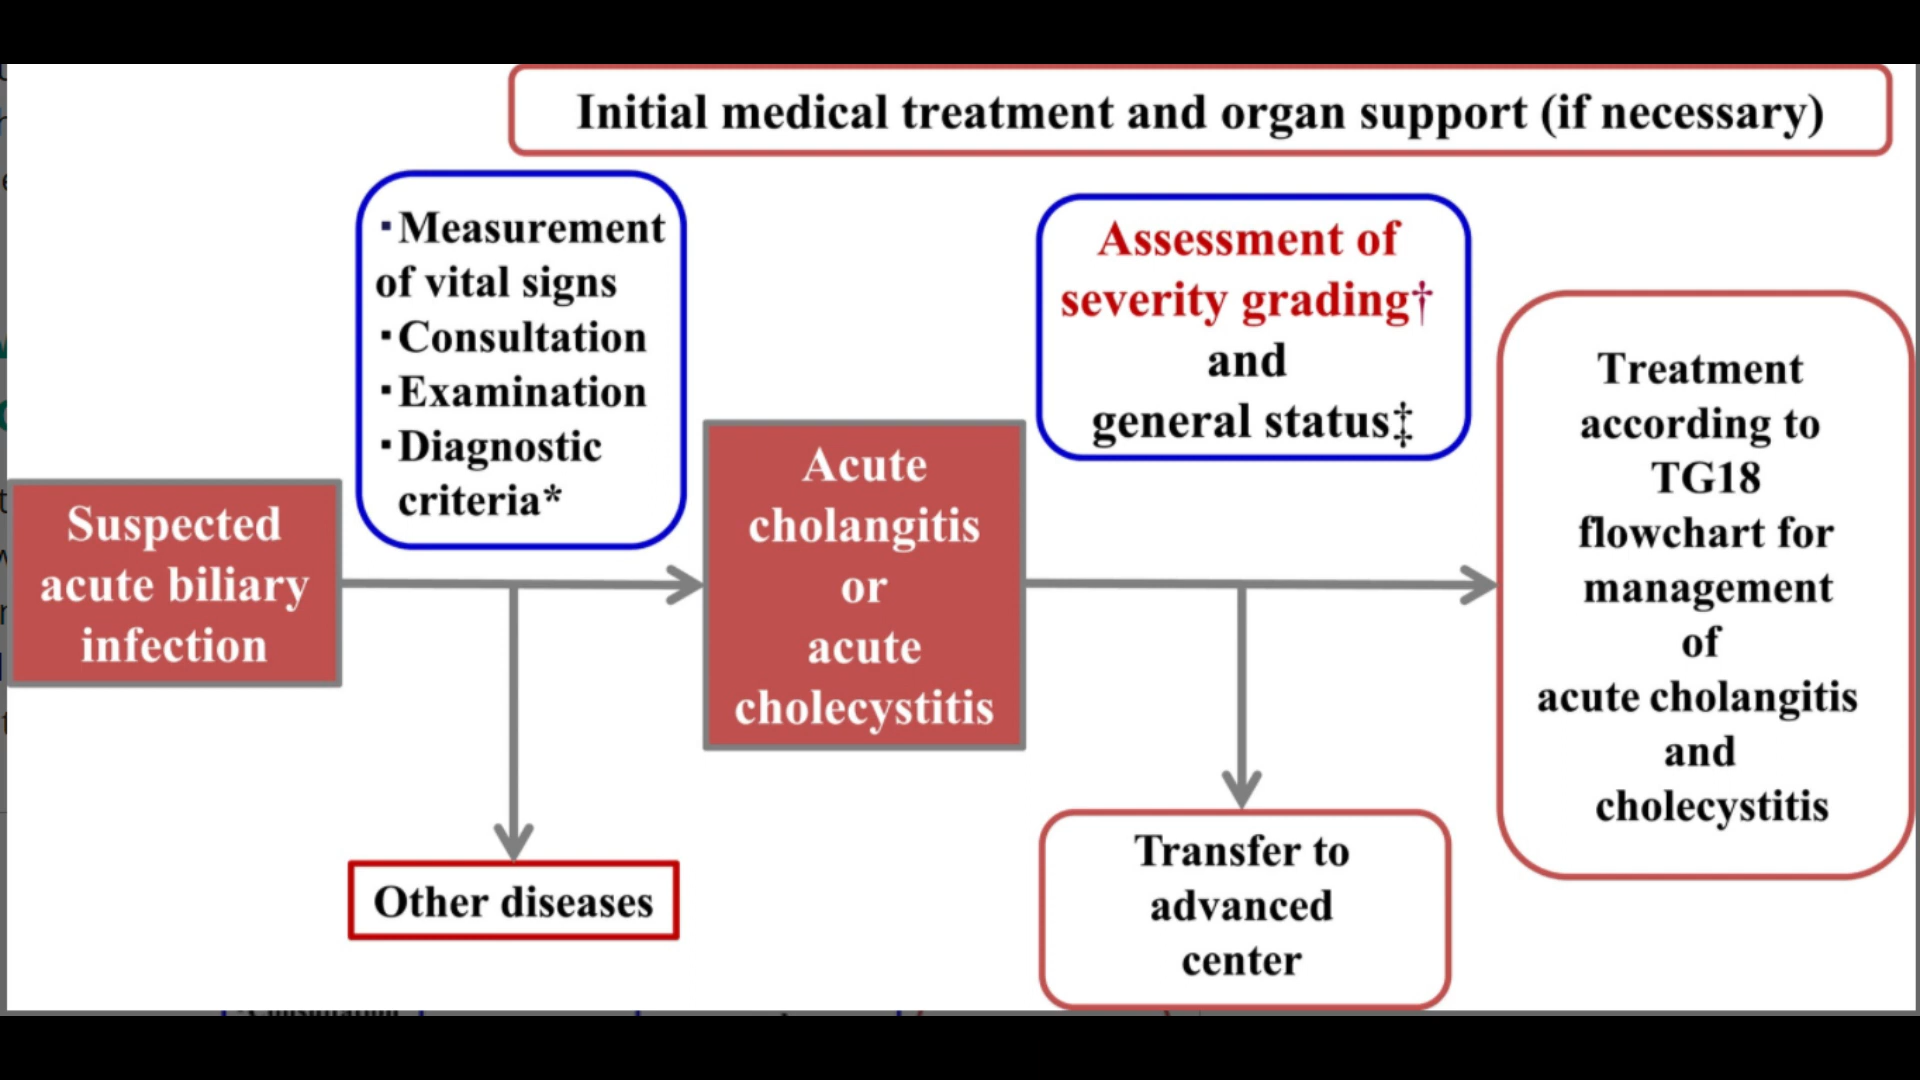 Initial medical treatment and organ support (if necessary)
▪Measurement
of vital signs
▪Consultation
▪Examination
▪Diagnostic
criteria*
Assessment of
severity grading†
and
general status‡
Suspected
acute biliary
infection
Acute
cholangitis
or
acute
cholecystitis
Treatment
according to
TG18
flowchart for
management
of
acute cholangitis
and
cholecystitis
Other diseases
Transfer to
advanced
center